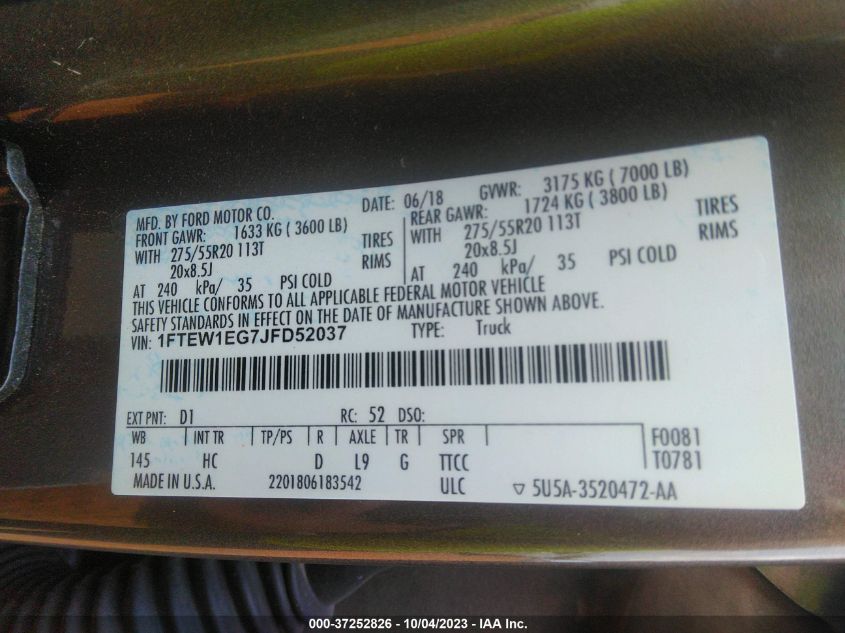 MFD. BY FORD MOTOR CO. DATE: 06/18 GVWR: 3175 KG ( 7000 LB)
FRONT GAWR: 1633 KG ( 3600 LB) REAR GAWR: 1724 KG ( 3800 LB)
WITH 275/55R20 113T TIRES WITH 275/55R20 113T TIRES
20x8.5J RIMS 20x8.5J RIMS
AT 240 kPa/ 35 PSI COLD AT 240 kPa/ 35 PSI COLD
THIS VEHICLE CONFORMS TO ALL APPLICABLE FEDERAL MOTOR VEHICLE
SAFETY STANDARDS IN EFFECT ON THE DATE OF MANUFACTURE SHOWN ABOVE.
VIN: 1FTEW1EG7JFD52037 TYPE: Truck
EXT PNT: D1 RC: 52 DSO:
WB INT TR TP/PS R AXLE TR SPR F0081
145 HC D L9 G TTCC T0781
MADE IN U.S.A. 2201806183542 ULC ▽ 5U5A-3520472-AA
000-37252826 - 10/04/2023 - IAA Inc.